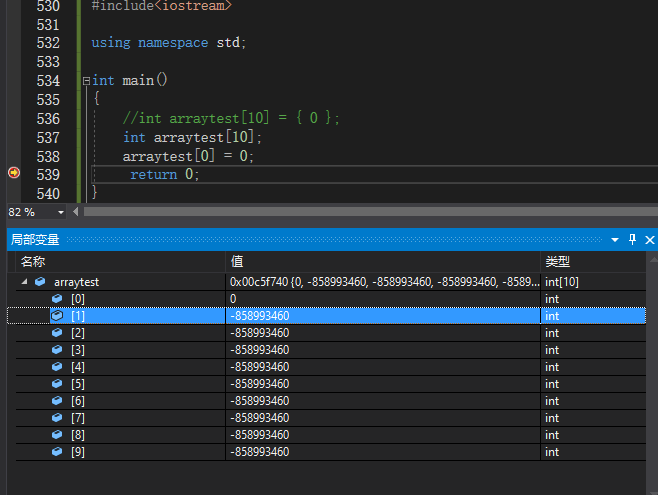 530 #include<iostream>
531
532 using namespace std;
533
534 int main()
535 {
536 //int arraytest[10] = { 0 };
537 int arraytest[10];
538 arraytest[0] = 0;
539 return 0;
540 }
82 %
局部变量
名称 值 类型
arraytest 0x00c5f740 {0, -858993460, -858993460, -858993460, -8589... int[10]
[0] 0 int
[1] -858993460 int
[2] -858993460 int
[3] -858993460 int
[4] -858993460 int
[5] -858993460 int
[6] -858993460 int
[7] -858993460 int
[8] -858993460 int
[9] -858993460 int